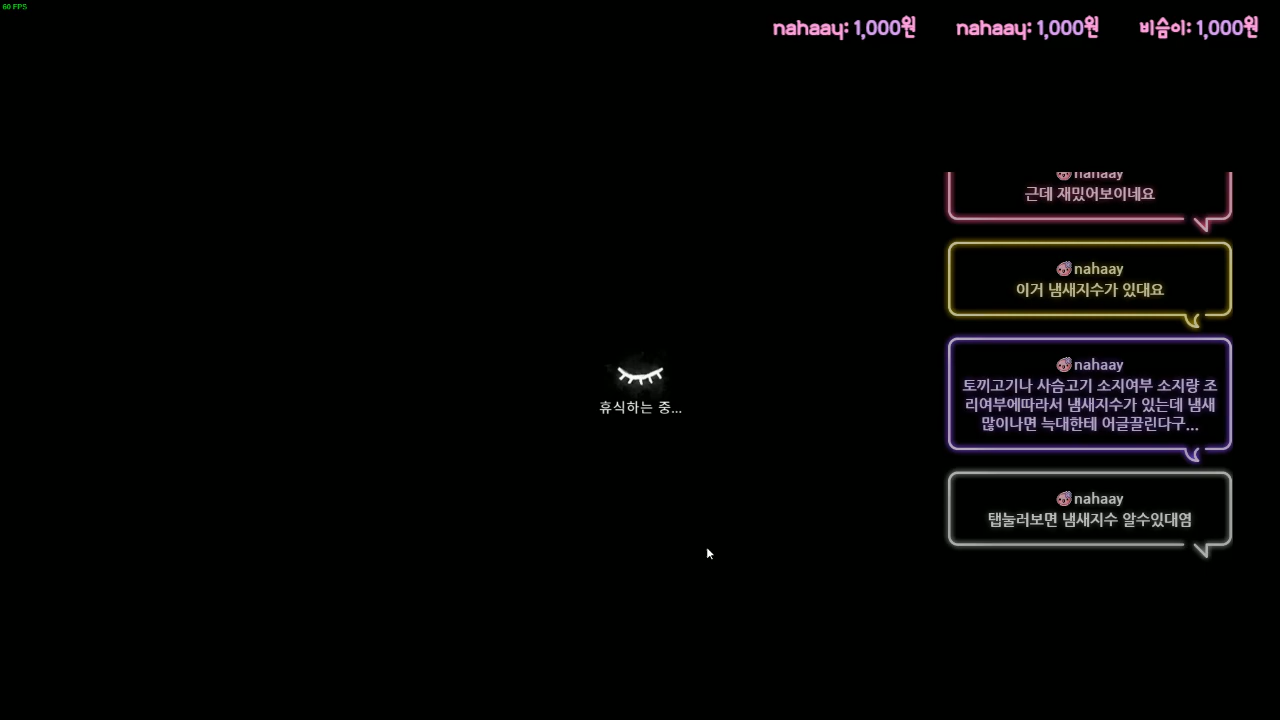 60 FPS
nahaay: 1,000원 nahaay: 1,000원 비슴이: 1,000원
nahaay
근데 재밌어보이네요
nahaay
이거 냄새지수가 있대요
nahaay
토끼고기나 사슴고기 소지여부 소지량 조
리여부에따라서 냄새지수가 있는데 냄새
많이나면 늑대한테 어글끌린다구...
nahaay
탭눌러보면 냄새지수 알수있대염
휴식하는 중...